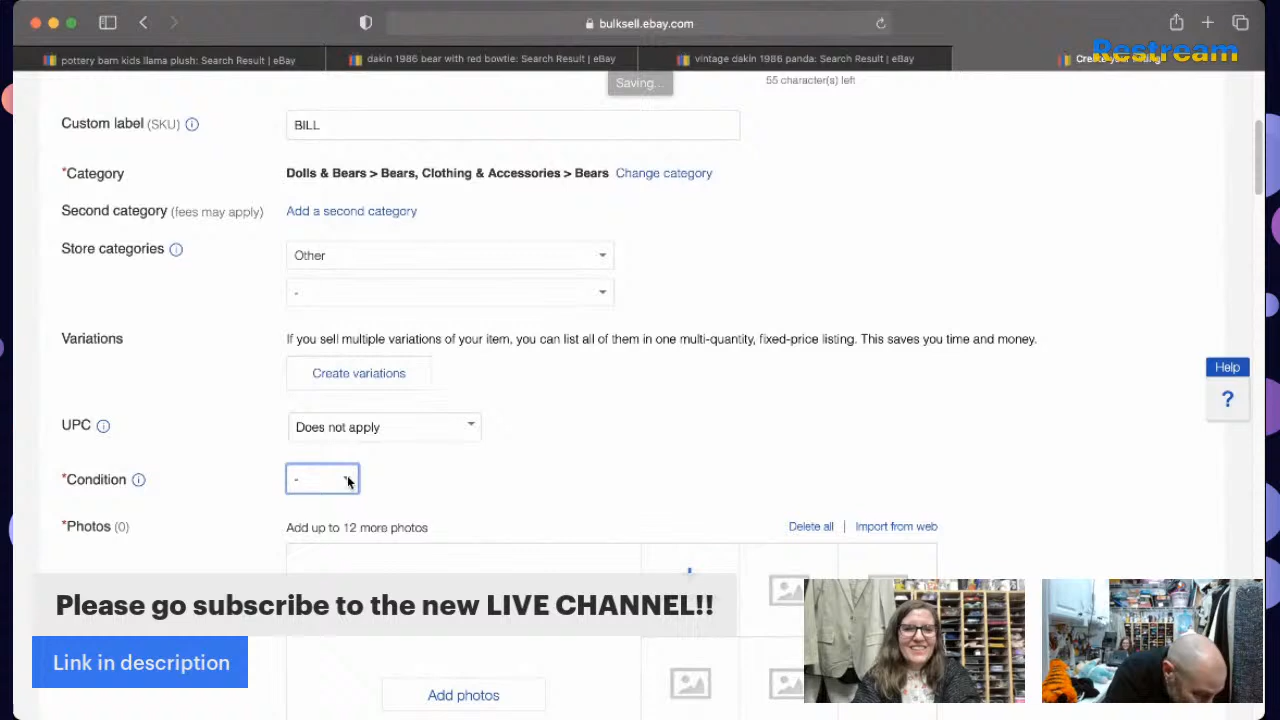 bulksell.ebay.com
pottery barn kids llama plush: Search Result | eBay
dakin 1986 bear with red bowtie: Search Result | eBay
vintage dakin 1986 panda: Search Result | eBay
Restream
Saving...
55 character(s) left
Custom label (SKU)
BILL
*Category
Dolls & Bears > Bears, Clothing & Accessories > Bears Change category
Second category (fees may apply)
Add a second category
Store categories
Other
-
Variations
If you sell multiple variations of your item, you can list all of them in one multi-quantity, fixed-price listing. This saves you time and money.
Create variations
Help
?
UPC
Does not apply
*Condition
-
*Photos (0)
Add up to 12 more photos
Delete all | Import from web
Please go subscribe to the new LIVE CHANNEL!!
Link in description
Add photos